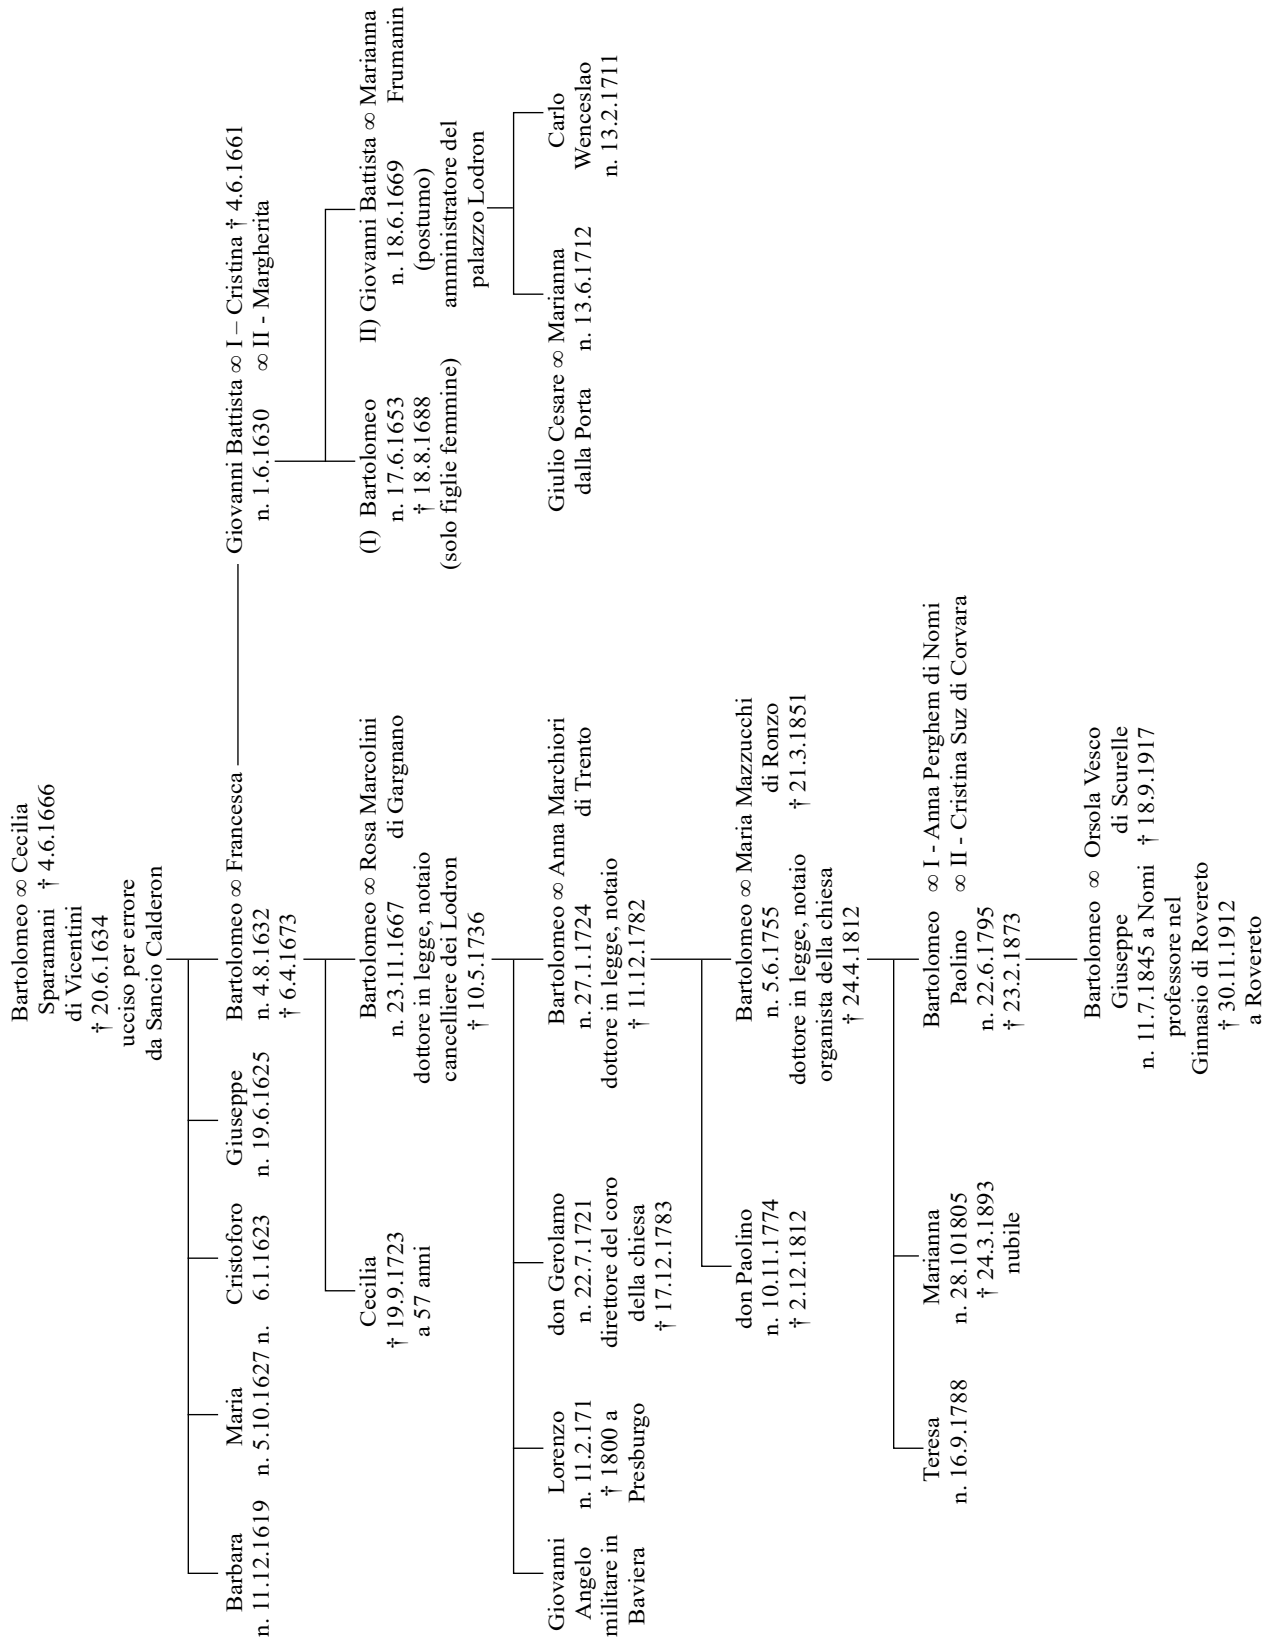 Bartolomeo ∞ Cecilia
Sparamani † 4.6.1666
di Vicentini
† 20.6.1634
ucciso per errore
da Sancio Calderon
Barbara
n. 11.12.1619
Maria
n. 5.10.1627 n.
Cristoforo
6.1.1623
Giuseppe
n. 19.6.1625
Bartolomeo ∞ Francesca
n. 4.8.1632
† 6.4.1673
Giovanni Battista ∞ I – Cristina † 4.6.1661
n. 1.6.1630 ∞ II - Margherita
Cecilia
† 19.9.1723
a 57 anni
Bartolomeo ∞ Rosa Marcolini
n. 23.11.1667 di Gargnano
dottore in legge, notaio
cancelliere dei Lodron
† 10.5.1736
(I) Bartolomeo
n. 17.6.1653
† 18.8.1688
(solo figlie femmine)
II) Giovanni Battista ∞ Marianna
n. 18.6.1669 Frumanin
(postumo)
amministratore del
palazzo Lodron
Giovanni
Angelo
militare in
Baviera
Lorenzo
n. 11.2.171
† 1800 a
Presburgo
don Gerolamo
n. 22.7.1721
direttore del coro
della chiesa
† 17.12.1783
Bartolomeo ∞ Anna Marchiori
n. 27.1.1724 di Trento
dottore in legge, notaio
† 11.12.1782
Giulio Cesare ∞ Marianna
dalla Porta n. 13.6.1712
Carlo
Wenceslao
n. 13.2.1711
don Paolino
n. 10.11.1774
† 2.12.1812
Bartolomeo ∞ Maria Mazzucchi
n. 5.6.1755 di Ronzo
dottore in legge, notaio † 21.3.1851
organista della chiesa
† 24.4.1812
Teresa
n. 16.9.1788
Marianna
n. 28.101805
† 24.3.1893
nubile
Bartolomeo ∞ I - Anna Perghem di Nomi
Paolino ∞ II - Cristina Suz di Corvara
n. 22.6.1795
† 23.2.1873
Bartolomeo ∞ Orsola Vesco
Giuseppe di Scurelle
n. 11.7.1845 a Nomi † 18.9.1917
professore nel
Ginnasio di Rovereto
† 30.11.1912
a Rovereto